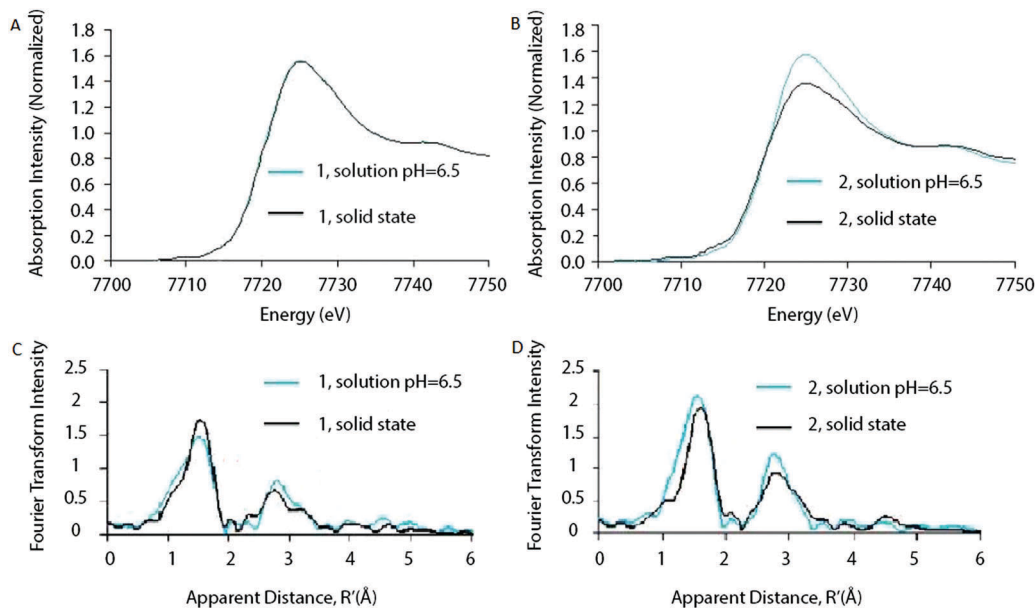 A
Absorption Intensity (Normalized)
1.8
1.6
1.4
1.2
1.0
0.8
0.6
0.4
0.2
0.0
1, solution pH=6.5
1, solid state
7700 7710 7720 7730 7740 7750
Energy (eV)
B
Absorption Intensity (Normalized)
1.8
1.6
1.4
1.2
1.0
0.8
0.6
0.4
0.2
0.0
2, solution pH=6.5
2, solid state
7700 7710 7720 7730 7740 7750
Energy (eV)
C
Fourier Transform Intensity
2.5
2
1.5
1
0.5
0
1, solution pH=6.5
1, solid state
0 1 2 3 4 5 6
Apparent Distance, R'(Å)
D
Fourier Transform Intensity
2.5
2
1.5
1
0.5
0
2, solution pH=6.5
2, solid state
0 1 2 3 4 5 6
Apparent Distance, R'(Å)